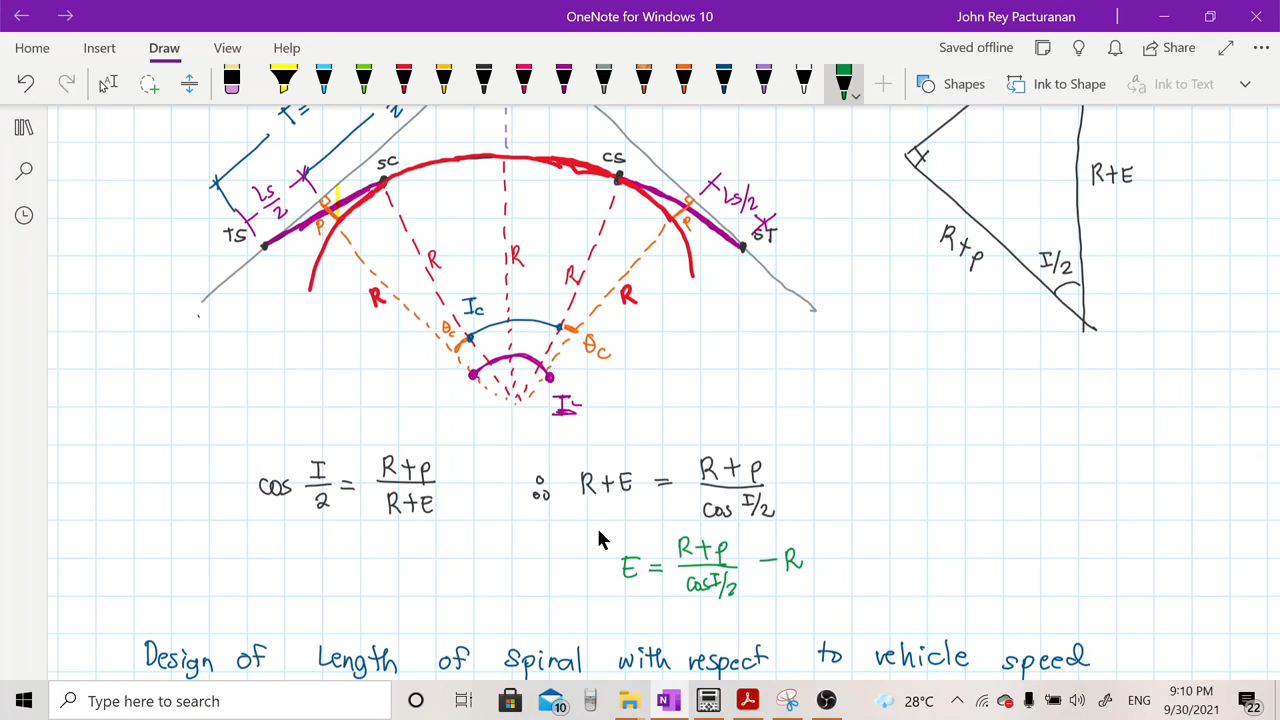 OneNote for Windows 10
John Rey Pacturanan
Home
Insert
Draw
View
Help
Saved offline
Share
Shapes
Ink to Shape
Ink to Text
SC
CS
TS
ST
Ls/2
Ls/2
P
P
R
R
R
R
R
Ic
θc
θc
I
R+E
R+p
I/2
cos I/2 = R+p/R+E
∴ R+E = R+p/cos I/2
E = R+p/cos I/2 - R
Design of Length of Spiral with respect to vehicle speed
Type here to search
10
28°C
9:10 PM
9/30/2021
22